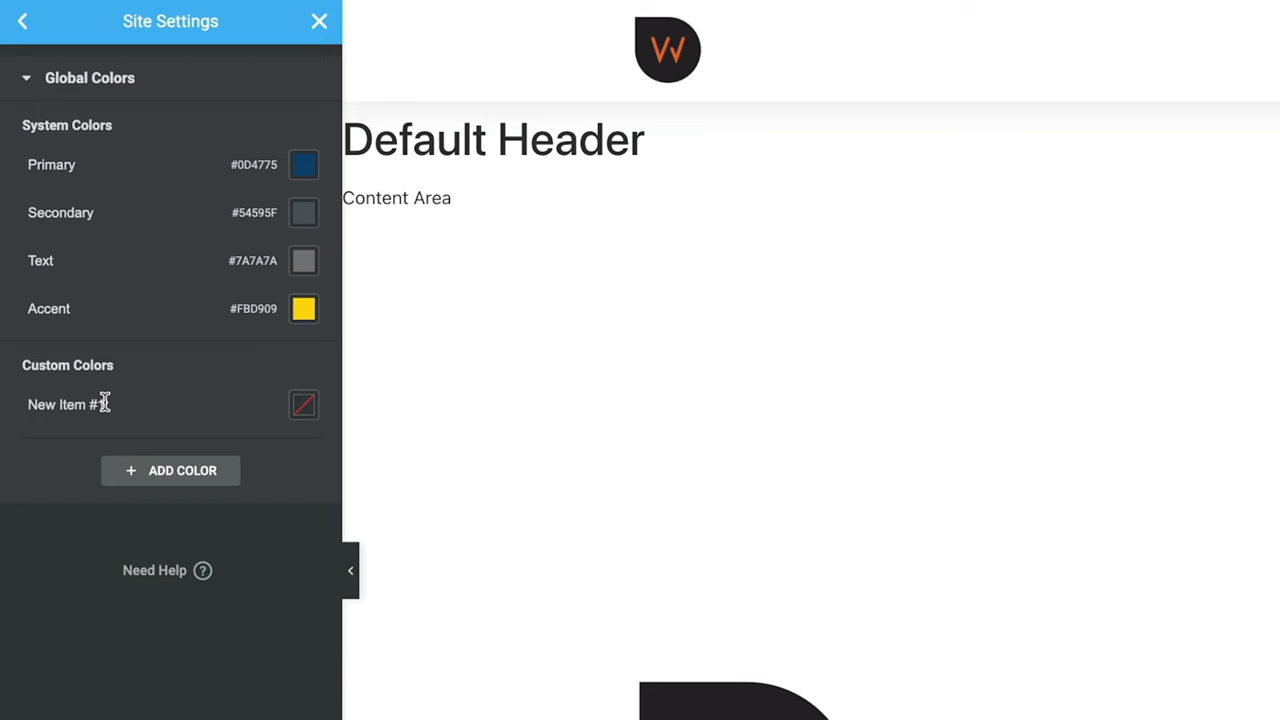 Site Settings
Global Colors
System Colors
Primary #0D4775
Secondary #54595F
Text #7A7A7A
Accent #FBD909
Custom Colors
New Item #
+ ADD COLOR
Need Help ?
W
Default Header
Content Area